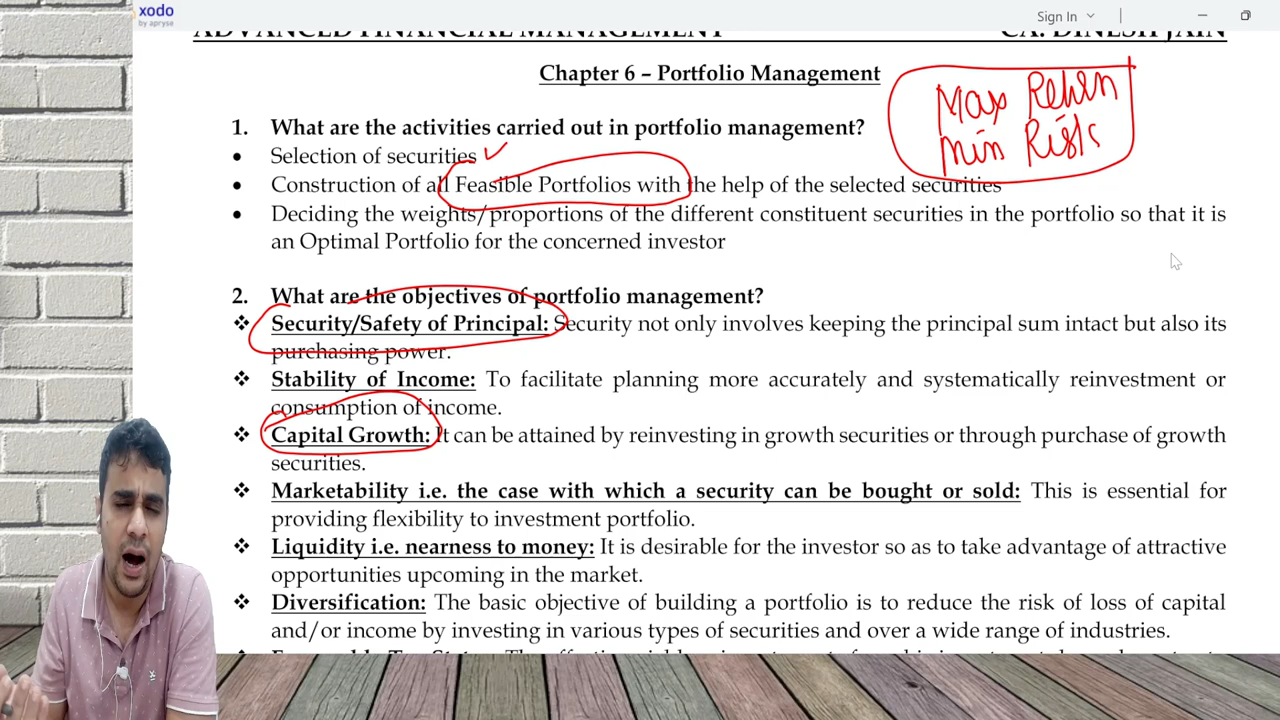 xodo
by apryse
Sign In
ADVANCED FINANCIAL MANAGEMENT CA. DINESH JAIN
Chapter 6 – Portfolio Management
Max Return
Min Risk
1. What are the activities carried out in portfolio management?
• Selection of securities
• Construction of all Feasible Portfolios with the help of the selected securities
• Deciding the weights/proportions of the different constituent securities in the portfolio so that it is
an Optimal Portfolio for the concerned investor
2. What are the objectives of portfolio management?
❖ Security/Safety of Principal: Security not only involves keeping the principal sum intact but also its
purchasing power.
❖ Stability of Income: To facilitate planning more accurately and systematically reinvestment or
consumption of income.
❖ Capital Growth: It can be attained by reinvesting in growth securities or through purchase of growth
securities.
❖ Marketability i.e. the case with which a security can be bought or sold: This is essential for
providing flexibility to investment portfolio.
❖ Liquidity i.e. nearness to money: It is desirable for the investor so as to take advantage of attractive
opportunities upcoming in the market.
❖ Diversification: The basic objective of building a portfolio is to reduce the risk of loss of capital
and/or income by investing in various types of securities and over a wide range of industries.